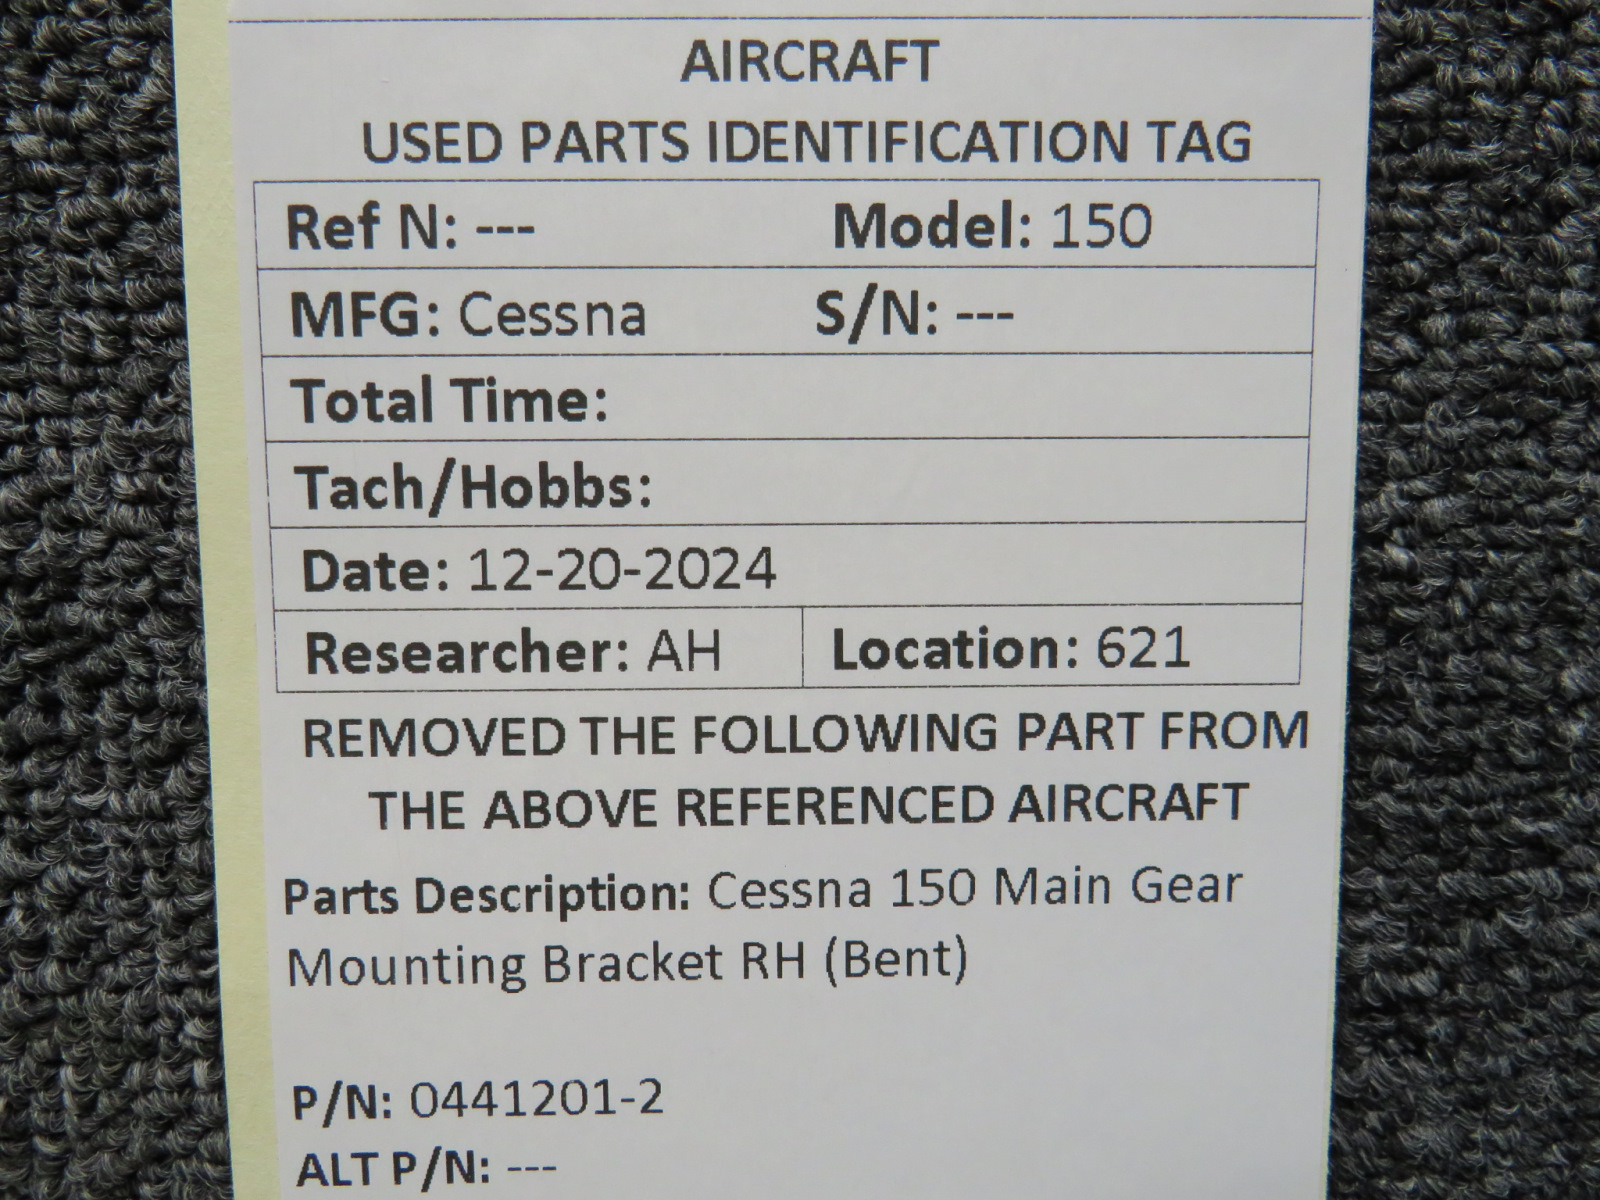 AIRCRAFT
USED PARTS IDENTIFICATION TAG
Ref N: --- Model: 150
MFG: Cessna S/N: ---
Total Time:
Tach/Hobbs:
Date: 12-20-2024
Researcher: AH Location: 621
REMOVED THE FOLLOWING PART FROM
THE ABOVE REFERENCED AIRCRAFT
Parts Description: Cessna 150 Main Gear
Mounting Bracket RH (Bent)
P/N: 0441201-2
ALT P/N: ---